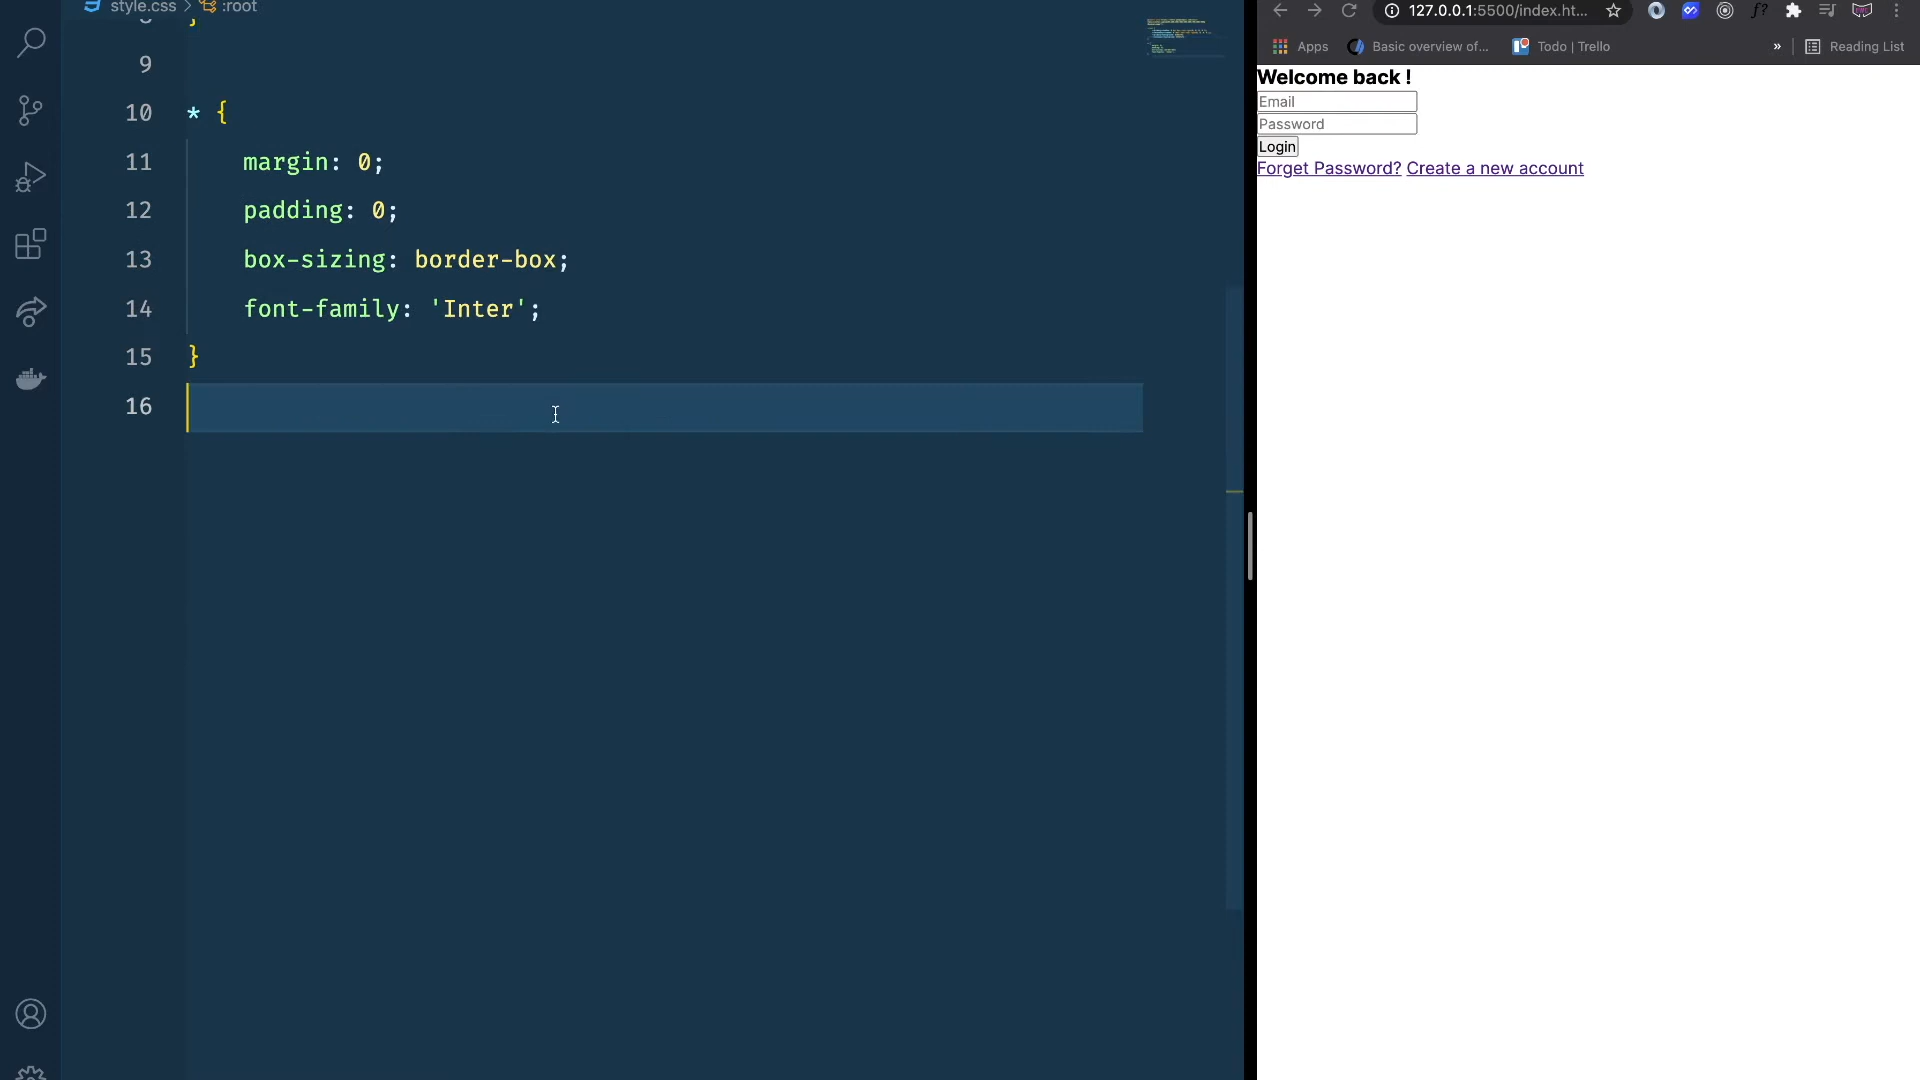 style.css > :root
8 }
9
10 * {
11 margin: 0;
12 padding: 0;
13 box-sizing: border-box;
14 font-family: 'Inter';
15 }
16
127.0.0.1:5500/index.ht...
f?
Apps
Basic overview of...
Todo | Trello
»
Reading List
Welcome back !
Email
Password
Login
Forget Password? Create a new account